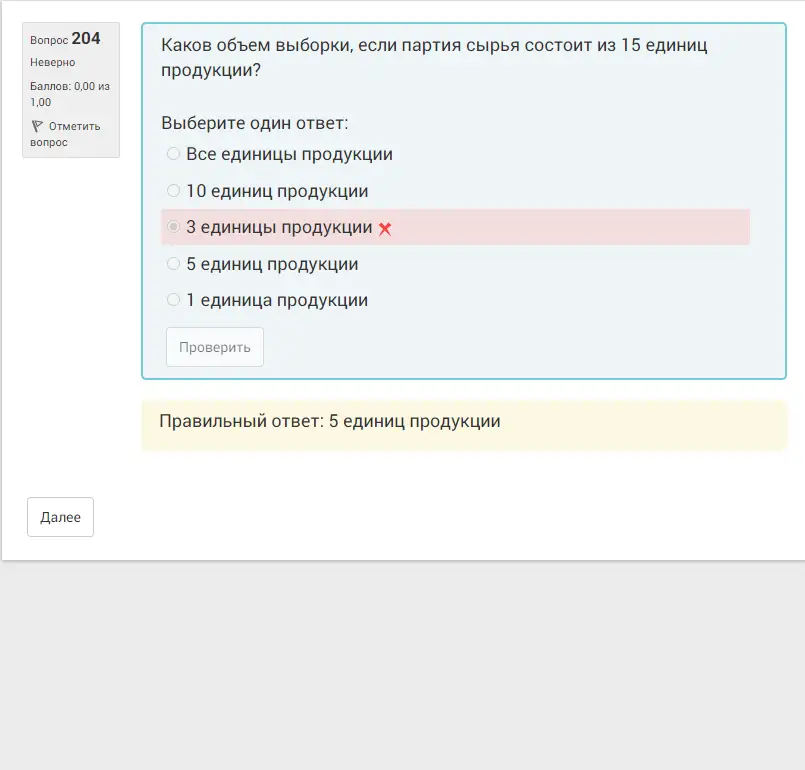 Вопрос 204
Неверно
Баллов: 0,00 из
1,00
Отметить
вопрос
Каков объем выборки, если партия сырья состоит из 15 единиц
продукции?
Выберите один ответ:
Все единицы продукции
10 единиц продукции
3 единицы продукции
5 единиц продукции
1 единица продукции
Проверить
Правильный ответ: 5 единиц продукции
Далее